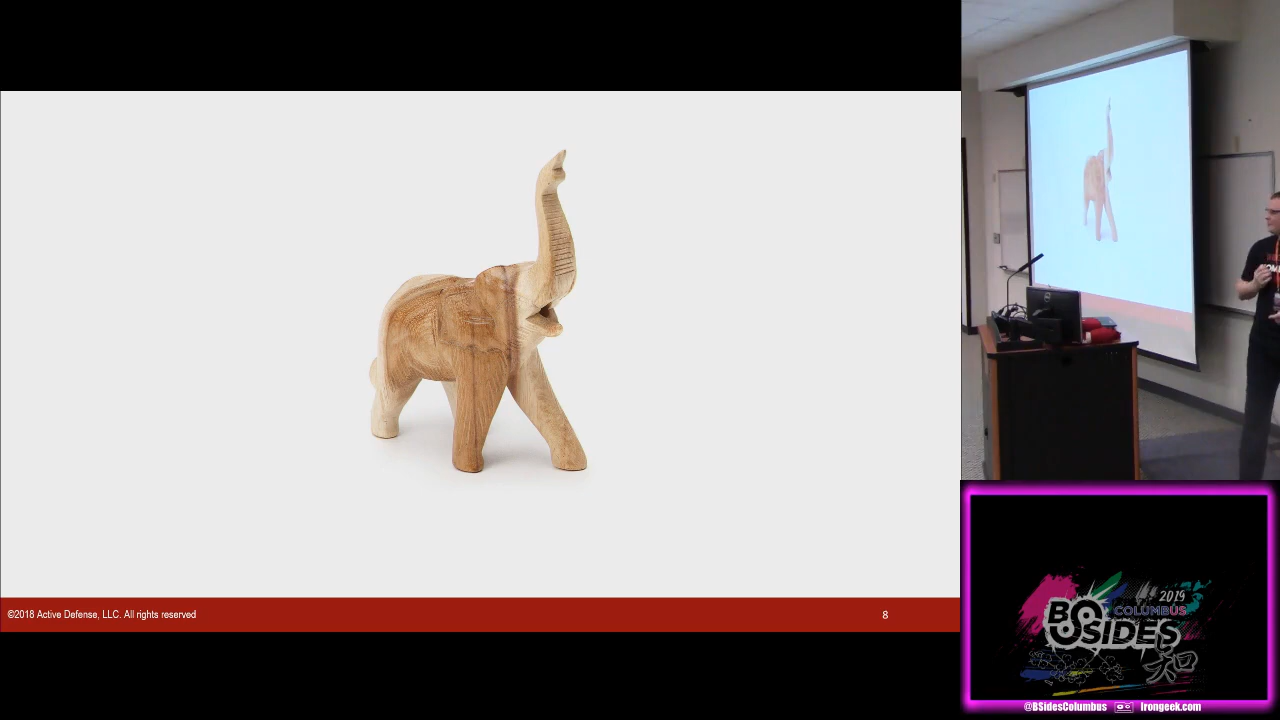 ©2018 Active Defense, LLC. All rights reserved
8
2019
COLUMBUS
BSIDES
@BSidesColumbus
Irongeek.com